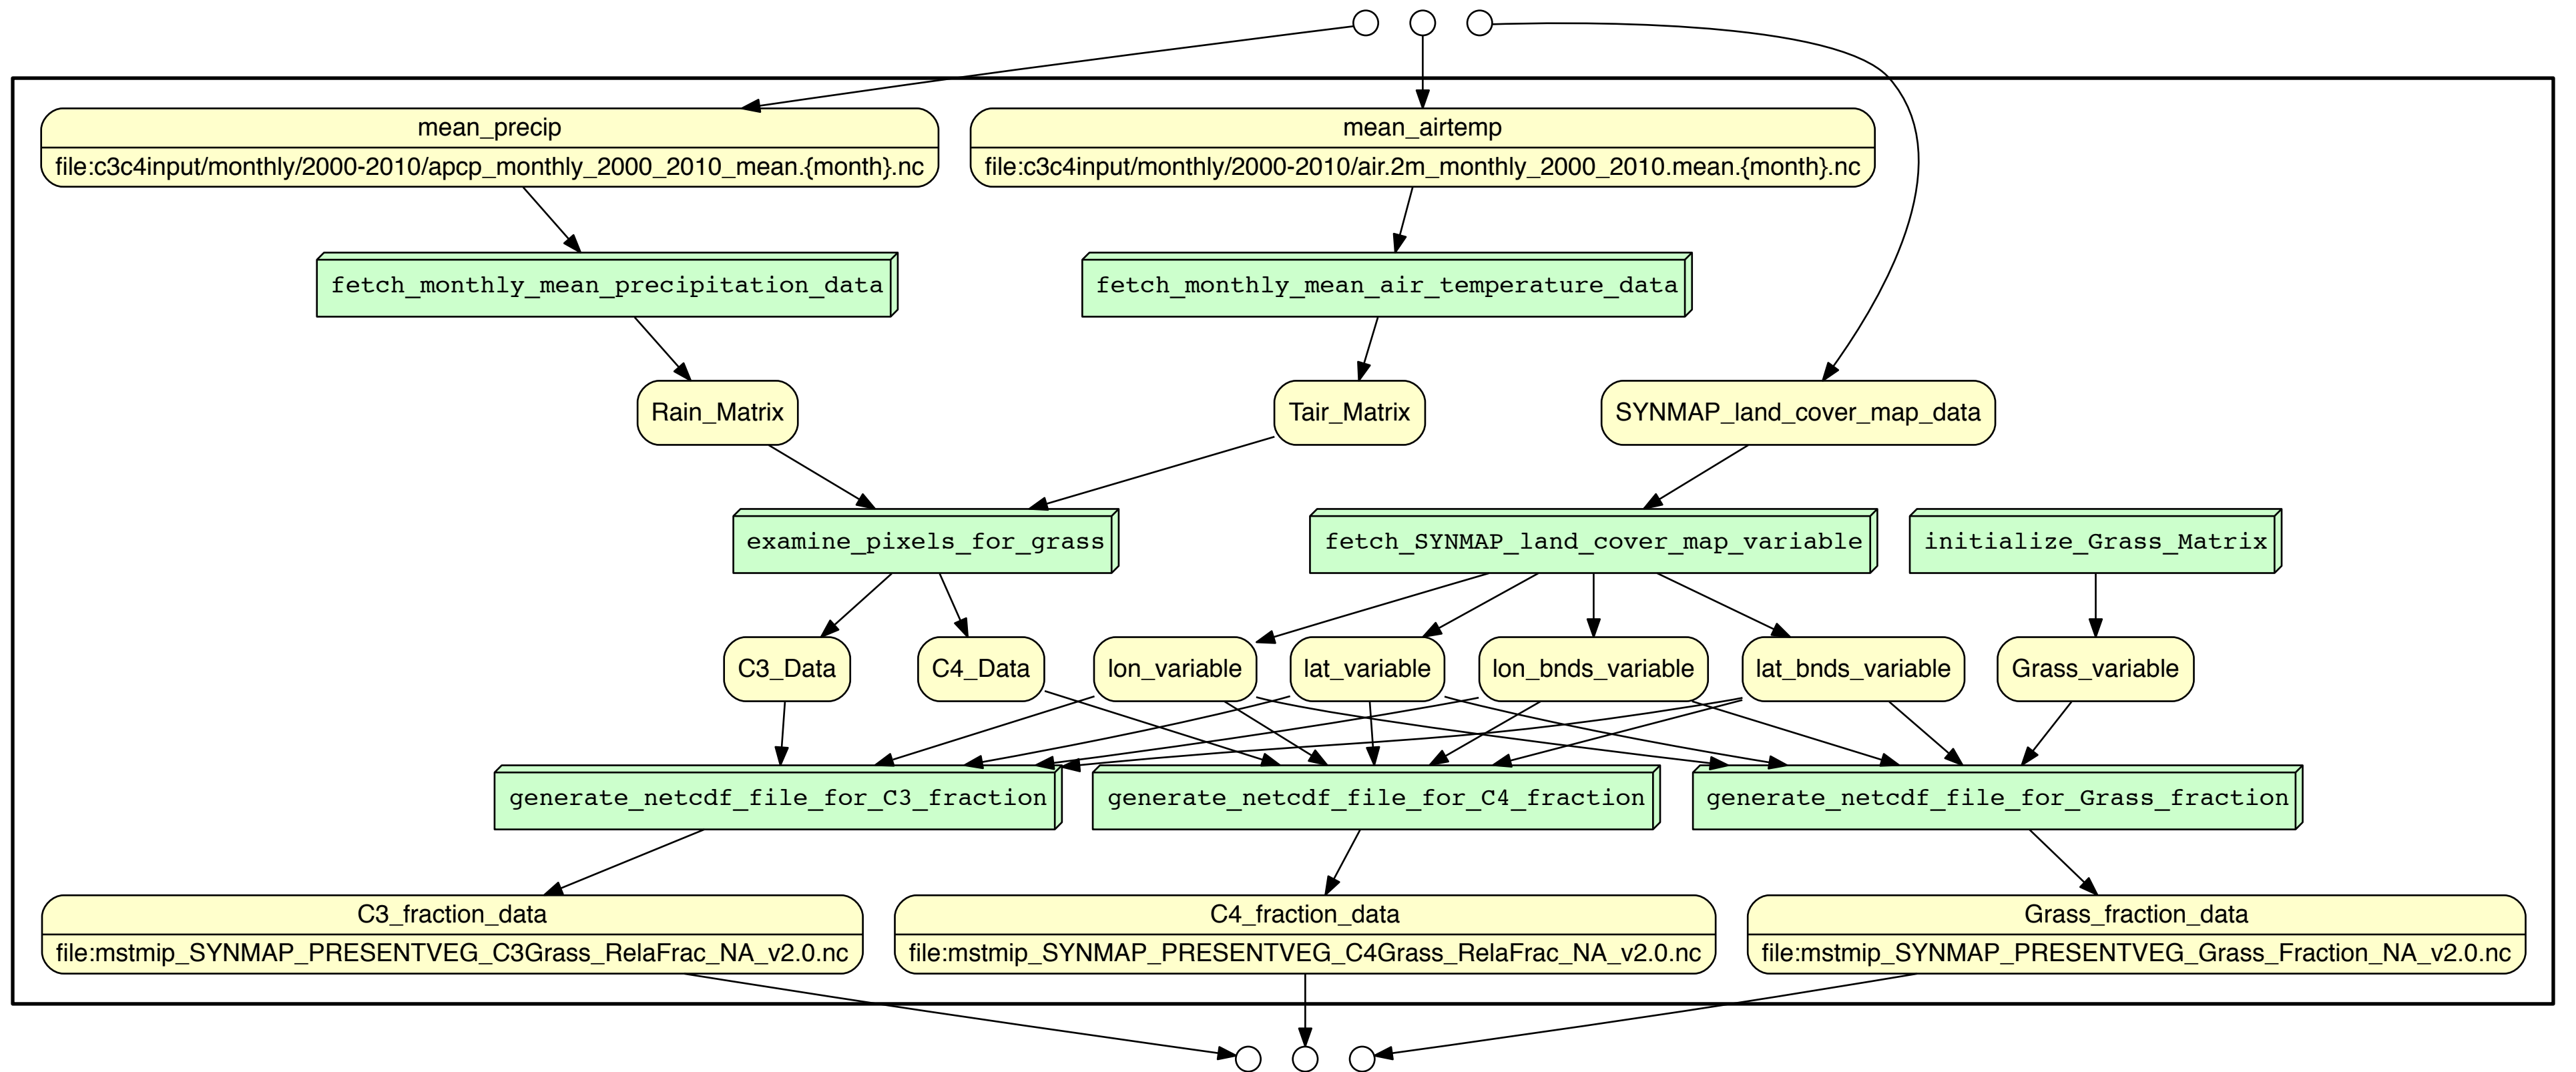 mean_precip
file:c3c4input/monthly/2000-2010/apcp_monthly_2000_2010_mean.{month}.nc
mean_airtemp
file:c3c4input/monthly/2000-2010/air.2m_monthly_2000_2010.mean.{month}.nc
fetch_monthly_mean_precipitation_data
fetch_monthly_mean_air_temperature_data
Rain_Matrix
Tair_Matrix
SYNMAP_land_cover_map_data
examine_pixels_for_grass
fetch_SYNMAP_land_cover_map_variable
initialize_Grass_Matrix
C3_Data
C4_Data
lon_variable
lat_variable
lon_bnds_variable
lat_bnds_variable
Grass_variable
generate_netcdf_file_for_C3_fraction
generate_netcdf_file_for_C4_fraction
generate_netcdf_file_for_Grass_fraction
C3_fraction_data
file:mstmip_SYNMAP_PRESENTVEG_C3Grass_RelaFrac_NA_v2.0.nc
C4_fraction_data
file:mstmip_SYNMAP_PRESENTVEG_C4Grass_RelaFrac_NA_v2.0.nc
Grass_fraction_data
file:mstmip_SYNMAP_PRESENTVEG_Grass_Fraction_NA_v2.0.nc